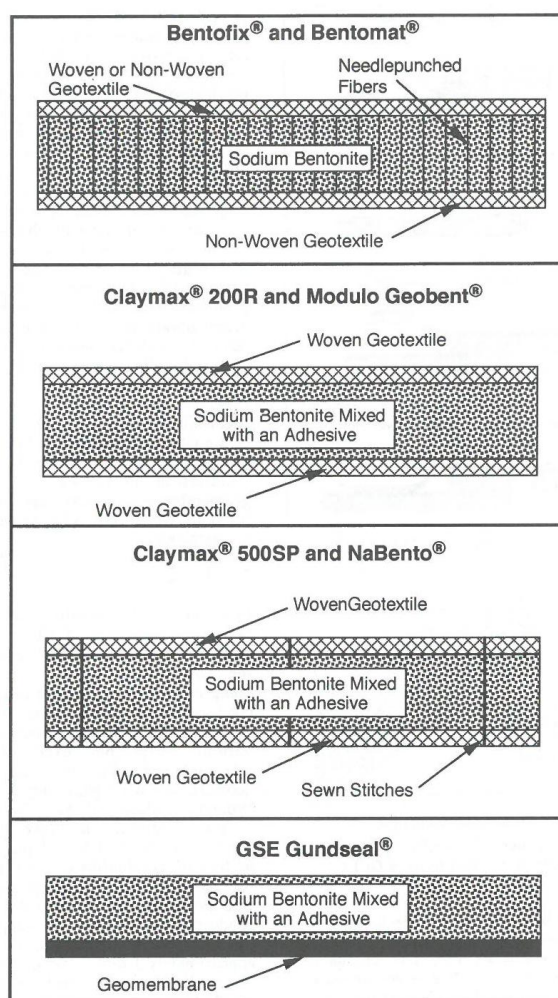 Bentofix® and Bentomat®
Woven or Non-Woven
Geotextile
Needlepunched
Fibers
Sodium Bentonite
Non-Woven Geotextile
Claymax® 200R and Modulo Geobent®
Woven Geotextile
Sodium Bentonite Mixed
with an Adhesive
Woven Geotextile
Claymax® 500SP and NaBento®
WovenGeotextile
Sodium Bentonite Mixed
with an Adhesive
Woven Geotextile
Sewn Stitches
GSE Gundseal®
Sodium Bentonite Mixed
with an Adhesive
Geomembrane